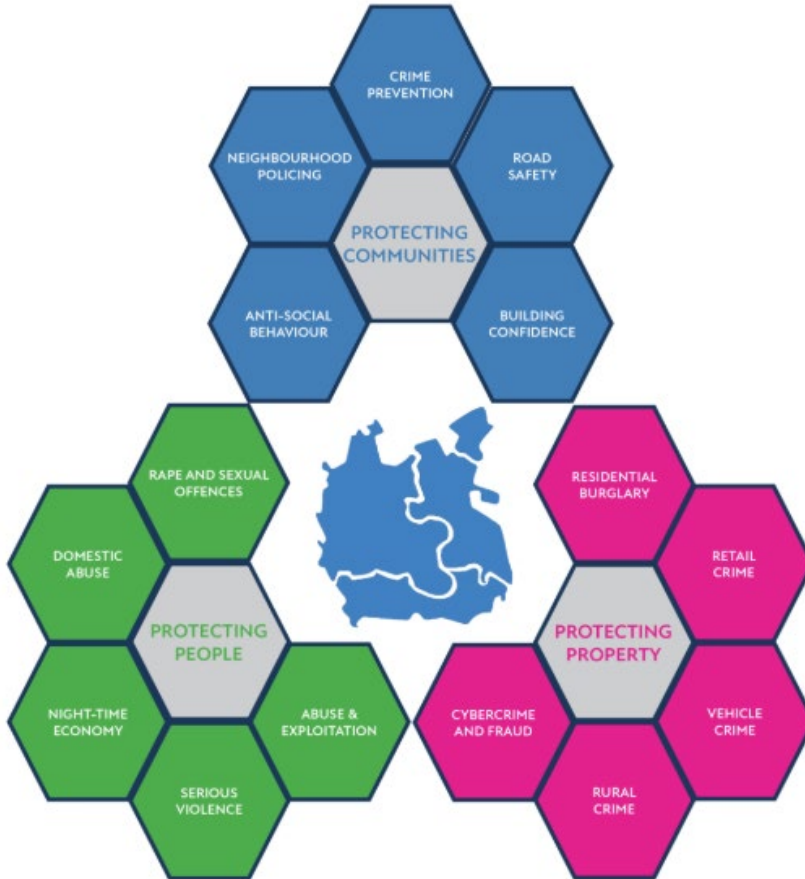 CRIME
PREVENTION
NEIGHBOURHOOD
POLICING
ROAD
SAFETY
PROTECTING
COMMUNITIES
ANTI-SOCIAL
BEHAVIOUR
BUILDING
CONFIDENCE
RAPE AND SEXUAL
OFFENCES
DOMESTIC
ABUSE
PROTECTING
PEOPLE
NIGHT-TIME
ECONOMY
ABUSE &
EXPLOITATION
SERIOUS
VIOLENCE
RESIDENTIAL
BURGLARY
RETAIL
CRIME
PROTECTING
PROPERTY
CYBERCRIME
AND FRAUD
VEHICLE
CRIME
RURAL
CRIME